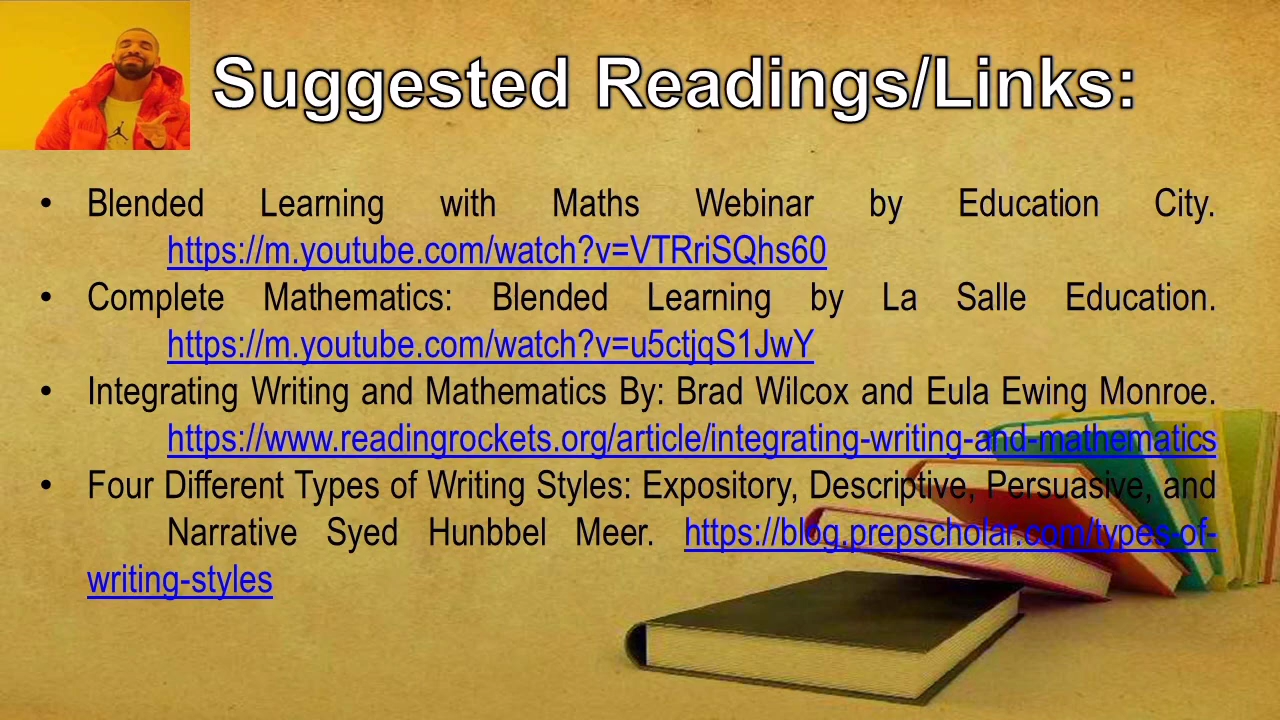 Suggested Readings/Links:
• Blended Learning with Maths Webinar by Education City.
https://m.youtube.com/watch?v=VTRriSQhs60
• Complete Mathematics: Blended Learning by La Salle Education.
https://m.youtube.com/watch?v=u5ctjqS1JwY
• Integrating Writing and Mathematics By: Brad Wilcox and Eula Ewing Monroe.
https://www.readingrockets.org/article/integrating-writing-and-mathematics
• Four Different Types of Writing Styles: Expository, Descriptive, Persuasive, and
Narrative Syed Hunbbel Meer. https://blog.prepscholar.com/types-of-
writing-styles